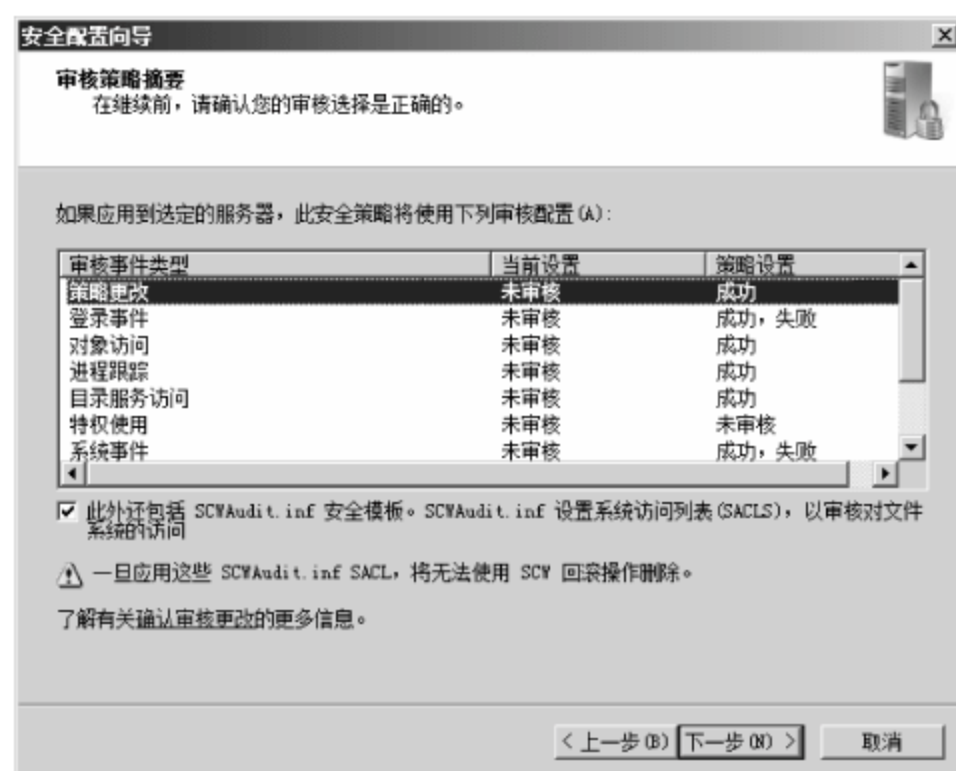 安全配置向导
审核策略摘要
在继续前，请确认您的审核选择是正确的。
如果应用到选定的服务器，此安全策略将使用下列审核配置(A):
审核事件类型 当前设置 策略设置
策略更改 未审核 成功
登录事件 未审核 成功，失败
对象访问 未审核 成功
进程跟踪 未审核 成功
目录服务访问 未审核 成功
特权使用 未审核 未审核
系统事件 未审核 成功，失败
此外还包括 SCWAudit.inf 安全模板。SCWAudit.inf 设置系统访问列表(SACLS)，以审核对文件
系统的访问
一旦应用这些 SCWAudit.inf SACL，将无法使用 SCW 回滚操作删除。
了解有关确认审核更改的更多信息。
< 上一步(B) 下一步(N) > 取消